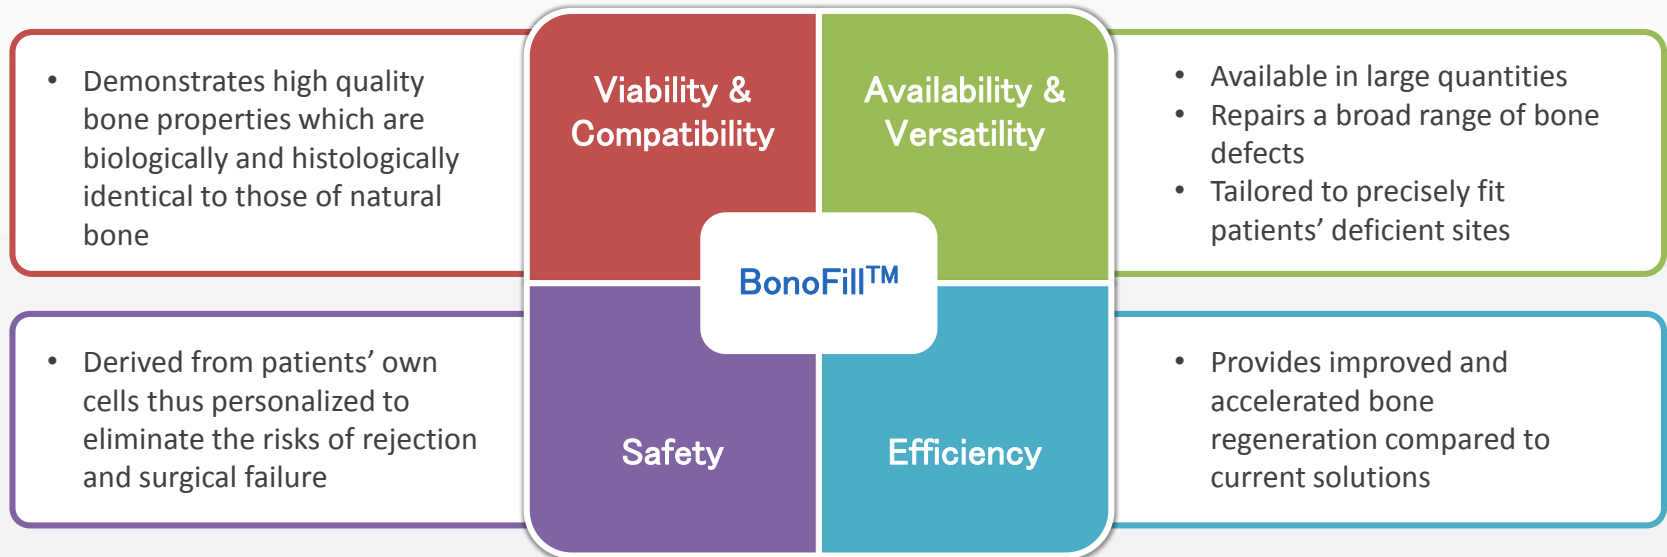 • Demonstrates high quality
bone properties which are
biologically and histologically
identical to those of natural
bone
Viability &
Compatibility
Availability &
Versatility
• Available in large quantities
• Repairs a broad range of bone
defects
• Tailored to precisely fit
patients’ deficient sites
BonoFill™
• Derived from patients’ own
cells thus personalized to
eliminate the risks of rejection
and surgical failure
Safety
Efficiency
• Provides improved and
accelerated bone
regeneration compared to
current solutions